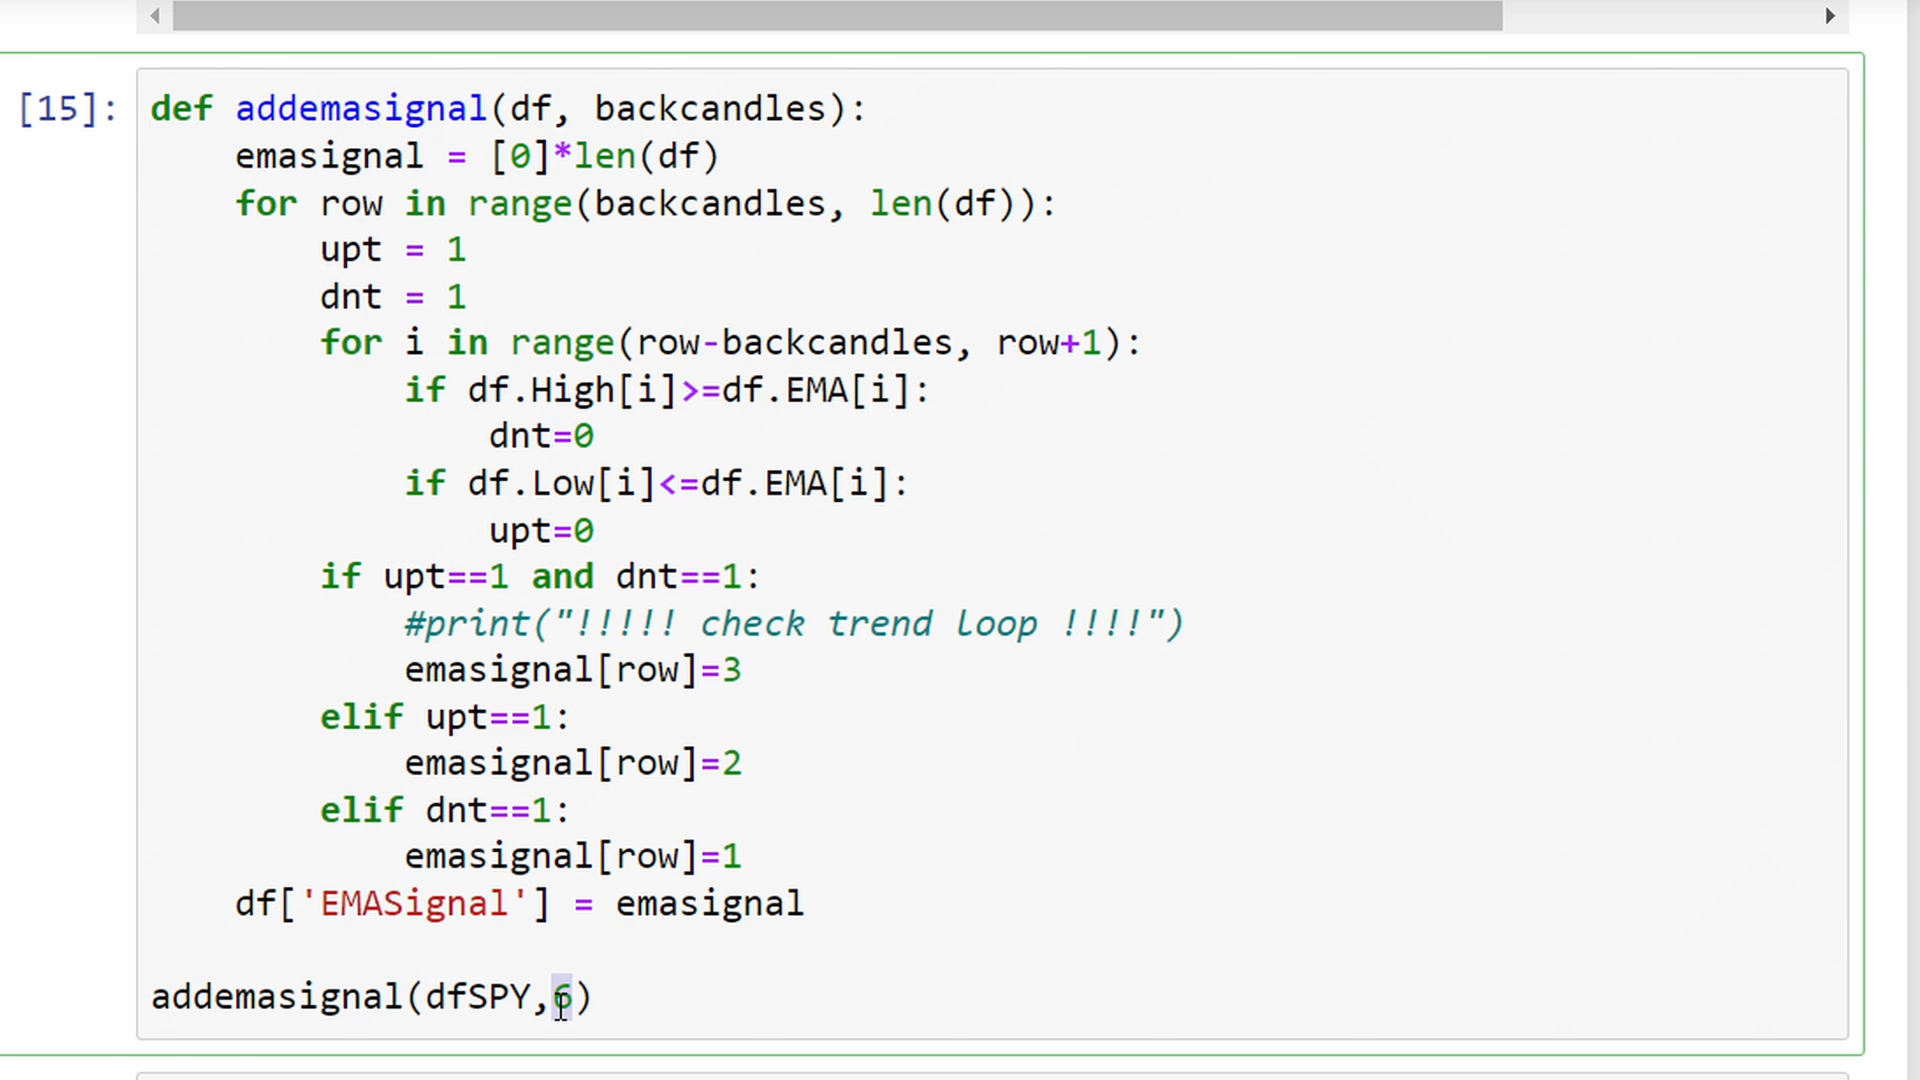 [15]: def addemasignal(df, backcandles):
    emasignal = [0]*len(df)
    for row in range(backcandles, len(df)):
        upt = 1
        dnt = 1
        for i in range(row-backcandles, row+1):
            if df.High[i]>=df.EMA[i]:
                dnt=0
            if df.Low[i]<=df.EMA[i]:
                upt=0
        if upt==1 and dnt==1:
            #print("!!!!! check trend loop !!!!")
            emasignal[row]=3
        elif upt==1:
            emasignal[row]=2
        elif dnt==1:
            emasignal[row]=1
    df['EMASignal'] = emasignal
addemasignal(dfSPY,6)